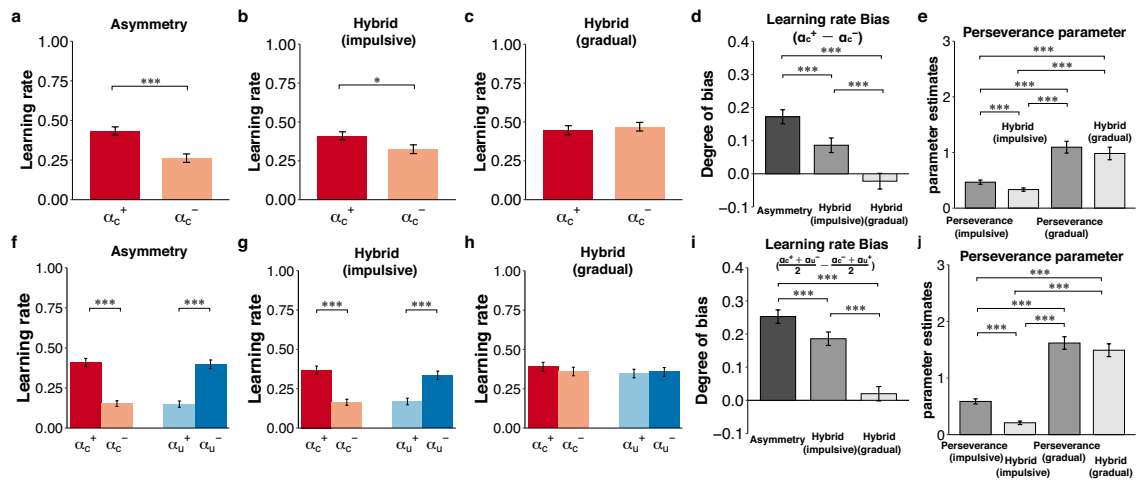 a
Asymmetry
Learning rate
1.00
0.75
0.50
0.25
0.00
***
αc+
αc−
b
Hybrid
(impulsive)
Learning rate
1.00
0.75
0.50
0.25
0.00
*
αc+
αc−
c
Hybrid
(gradual)
Learning rate
1.00
0.75
0.50
0.25
0.00
αc+
αc−
d
Learning rate Bias
(αc+ − αc−)
Degree of bias
0.4
0.3
0.2
0.1
0.0
−0.1
***
***
***
Asymmetry
Hybrid
(impulsive)
Hybrid
(gradual)
e
Perseverance parameter
parameter estimates
3
2
1
0
***
***
***
***
***
Hybrid
(impulsive)
Hybrid
(gradual)
Perseverance
(impulsive)
Perseverance
(gradual)
f
Asymmetry
Learning rate
1.00
0.75
0.50
0.25
0.00
***
***
αc+
αc−
αu+
αu−
g
Hybrid
(impulsive)
Learning rate
1.00
0.75
0.50
0.25
0.00
***
***
αc+
αc−
αu+
αu−
h
Hybrid
(gradual)
Learning rate
1.00
0.75
0.50
0.25
0.00
αc+
αc−
αu+
αu−
i
Learning rate Bias
(αc+ + αu−/2 − αc− + αu+/2)
Degree of bias
0.4
0.3
0.2
0.1
0.0
−0.1
***
***
***
Asymmetry
Hybrid
(impulsive)
Hybrid
(gradual)
j
Perseverance parameter
parameter estimates
3
2
1
0
***
***
***
***
***
Perseverance
(impulsive)
Hybrid
(impulsive)
Perseverance
(gradual)
Hybrid
(gradual)